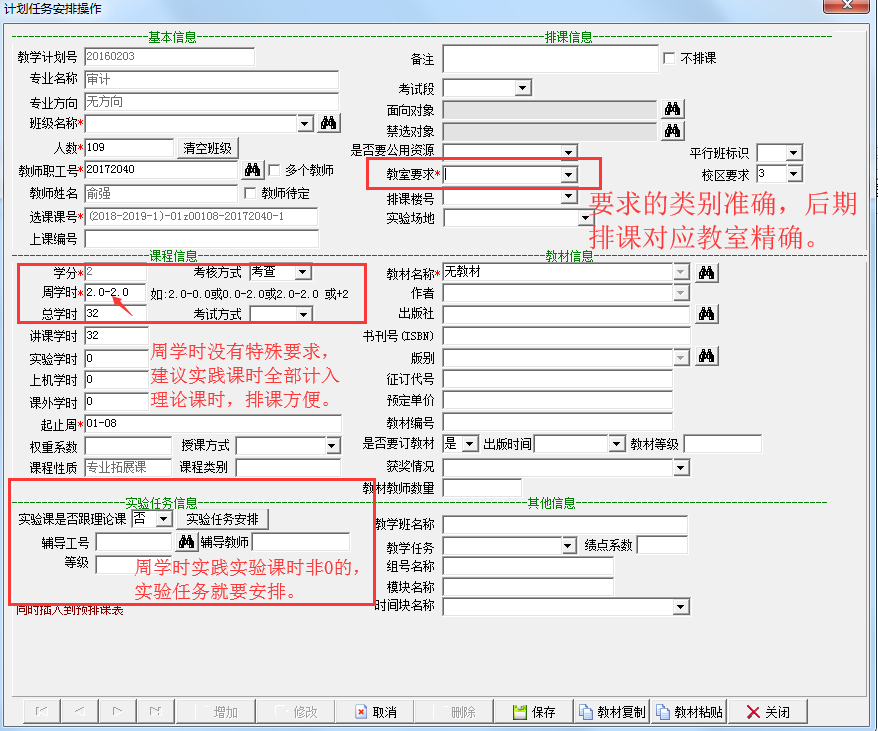 计划任务安排操作
基本信息
教学计划号 20160203
专业名称 审计
专业方向 无方向
班级名称*
人数* 109 清空班级
教师职工号* 20172040 多个教师
教师姓名 俞强 教师待定
选课课号* (2018-2019-1)-01z00108-20172040-1
上课编号
排课信息
备注 不排课
考试段
面向对象
禁选对象
是否要公用资源 平行班标识
教室要求* 校区要求 3
排课楼号
实验场地
要求的类别准确，后期
排课对应教室精确。
课程信息
学分* 2 考核方式 考查
周学时* 2.0-2.0 如:2.0-0.0或0.0-2.0或2.0-2.0 或+2
总学时 32 考试方式
讲课学时 32
实验学时 0
上机学时 0
课外学时 0
周学时没有特殊要求，
建议实践课时全部计入
理论课时，排课方便。
起止周* 01-08
权重系数 授课方式
课程性质 专业拓展课 课程类别
教材信息
教材名称* 无教材
作者
出版社
书刊号(ISBN)
版别
征订代号
预定单价
教材编号
是否要订教材 是 出版时间 教材等级
获奖情况
教材教师数量
实验任务信息
实验课是否跟理论课 否 实验任务安排
辅导工号 辅导教师
等级
周学时实践实验课时非0的，
实验任务就要安排。
同时插入到预排课表
其他信息
教学班名称
教学任务 绩点系数
组号名称
模块名称
时间块名称
增加 修改 取消 删除 保存 教材复制 教材粘贴 关闭